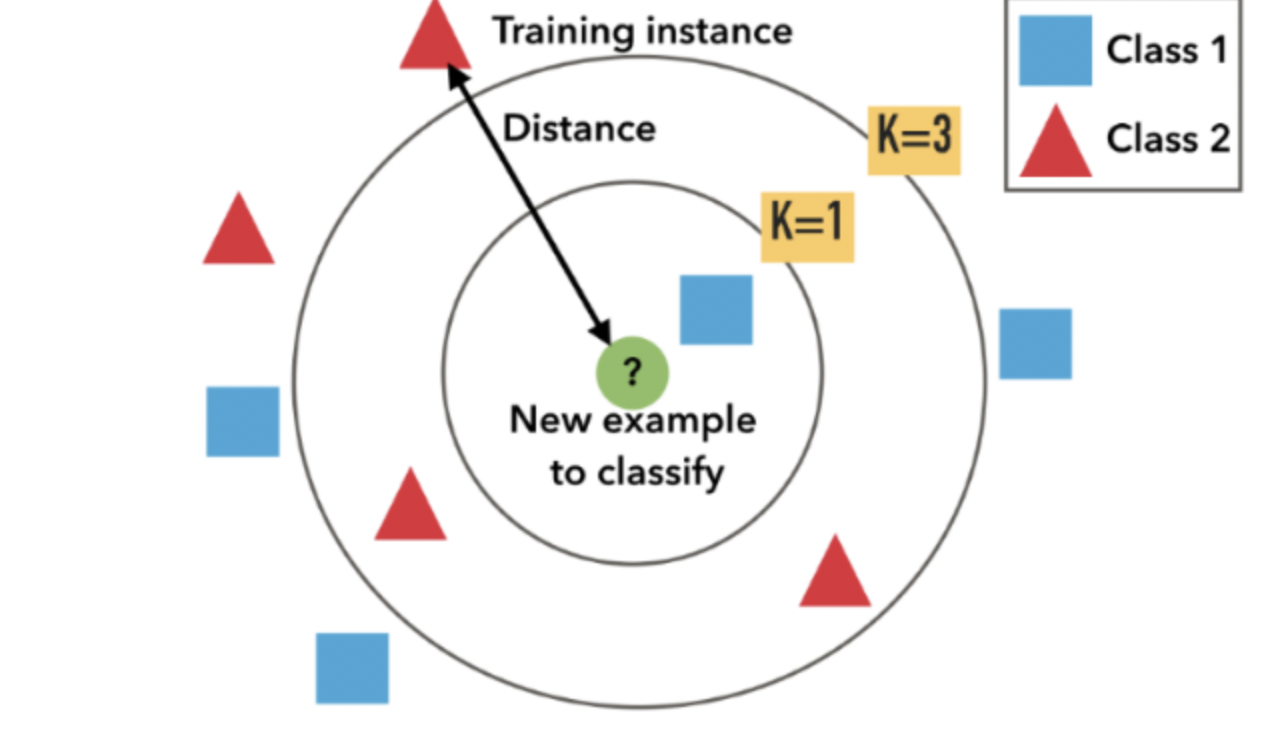 Training instance
Class 1
Distance
K=3
Class 2
K=1
?
New example
to classify